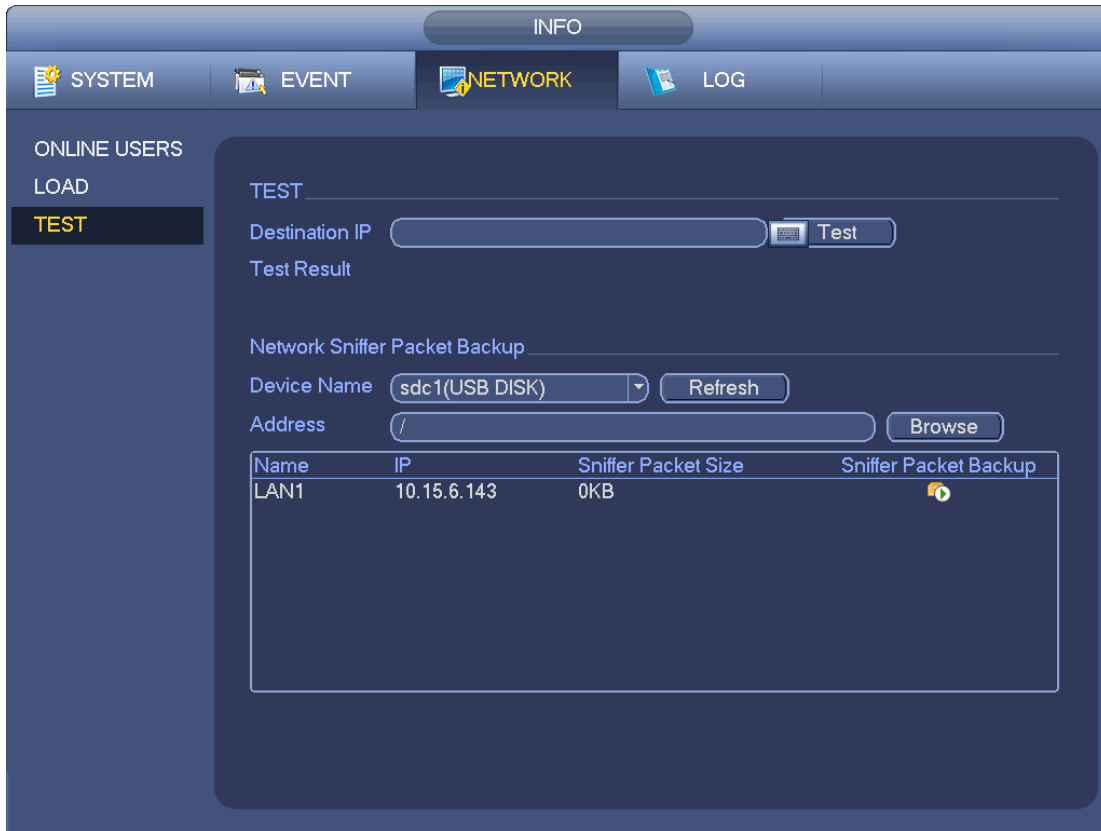 INFO
SYSTEM EVENT NETWORK LOG
ONLINE USERS
LOAD
TEST
TEST
Destination IP Test
Test Result
Network Sniffer Packet Backup
Device Name sdc1(USB DISK) Refresh
Address / Browse
Name IP Sniffer Packet Size Sniffer Packet Backup
LAN1 10.15.6.143 0KB